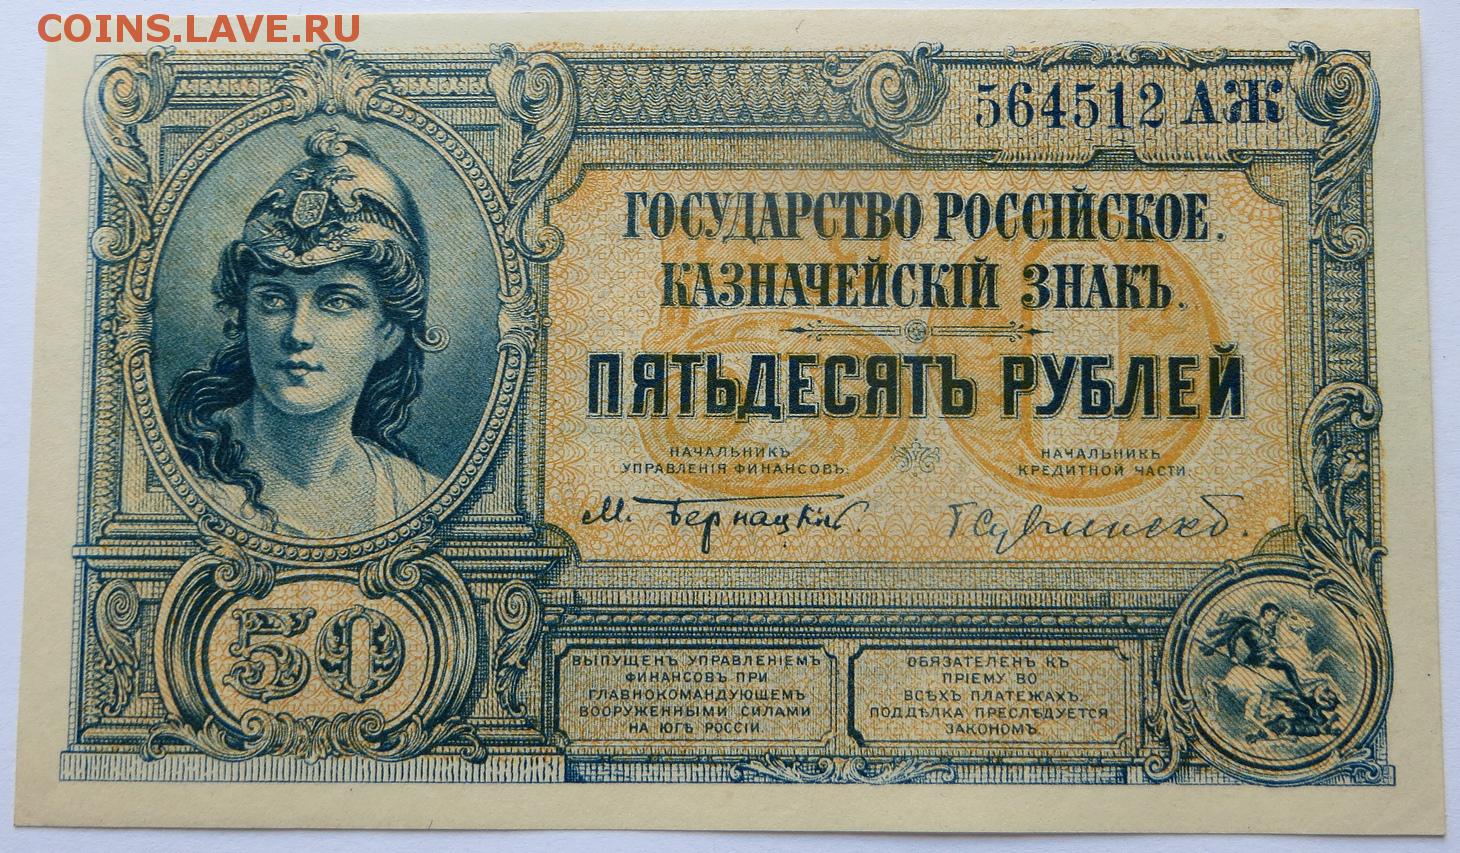 COINS.LAVE.RU
564512 АЖ
ГОСУДАРСТВО РОССІЙСКОЕ.
КАЗНАЧЕЙСКІЙ ЗНАКЪ.
50
ПЯТЬДЕСЯТЪ РУБЛЕЙ
НАЧАЛЬНИКЪ
УПРАВЛЕНІЯ ФИНАНСОВЪ.
НАЧАЛЬНИКЪ
КРЕДИТНОЙ ЧАСТИ.
М. Бернацкій.
50
ВЫПУЩЕНЪ УПРАВЛЕНІЕМЪ
ФИНАНСОВЪ ПРИ
ГЛАВНОКОМАНДУЮЩЕМЪ
ВООРУЖЕННЫМИ СИЛАМИ
НА ЮГѢ РОССІИ.
ОБЯЗАТЕЛЕНЪ КЪ
ПРІЕМУ ВО
ВСѢХЪ ПЛАТЕЖАХЪ.
ПОДДѢЛКА ПРЕСЛѢДУЕТСЯ
ЗАКОНОМЪ.